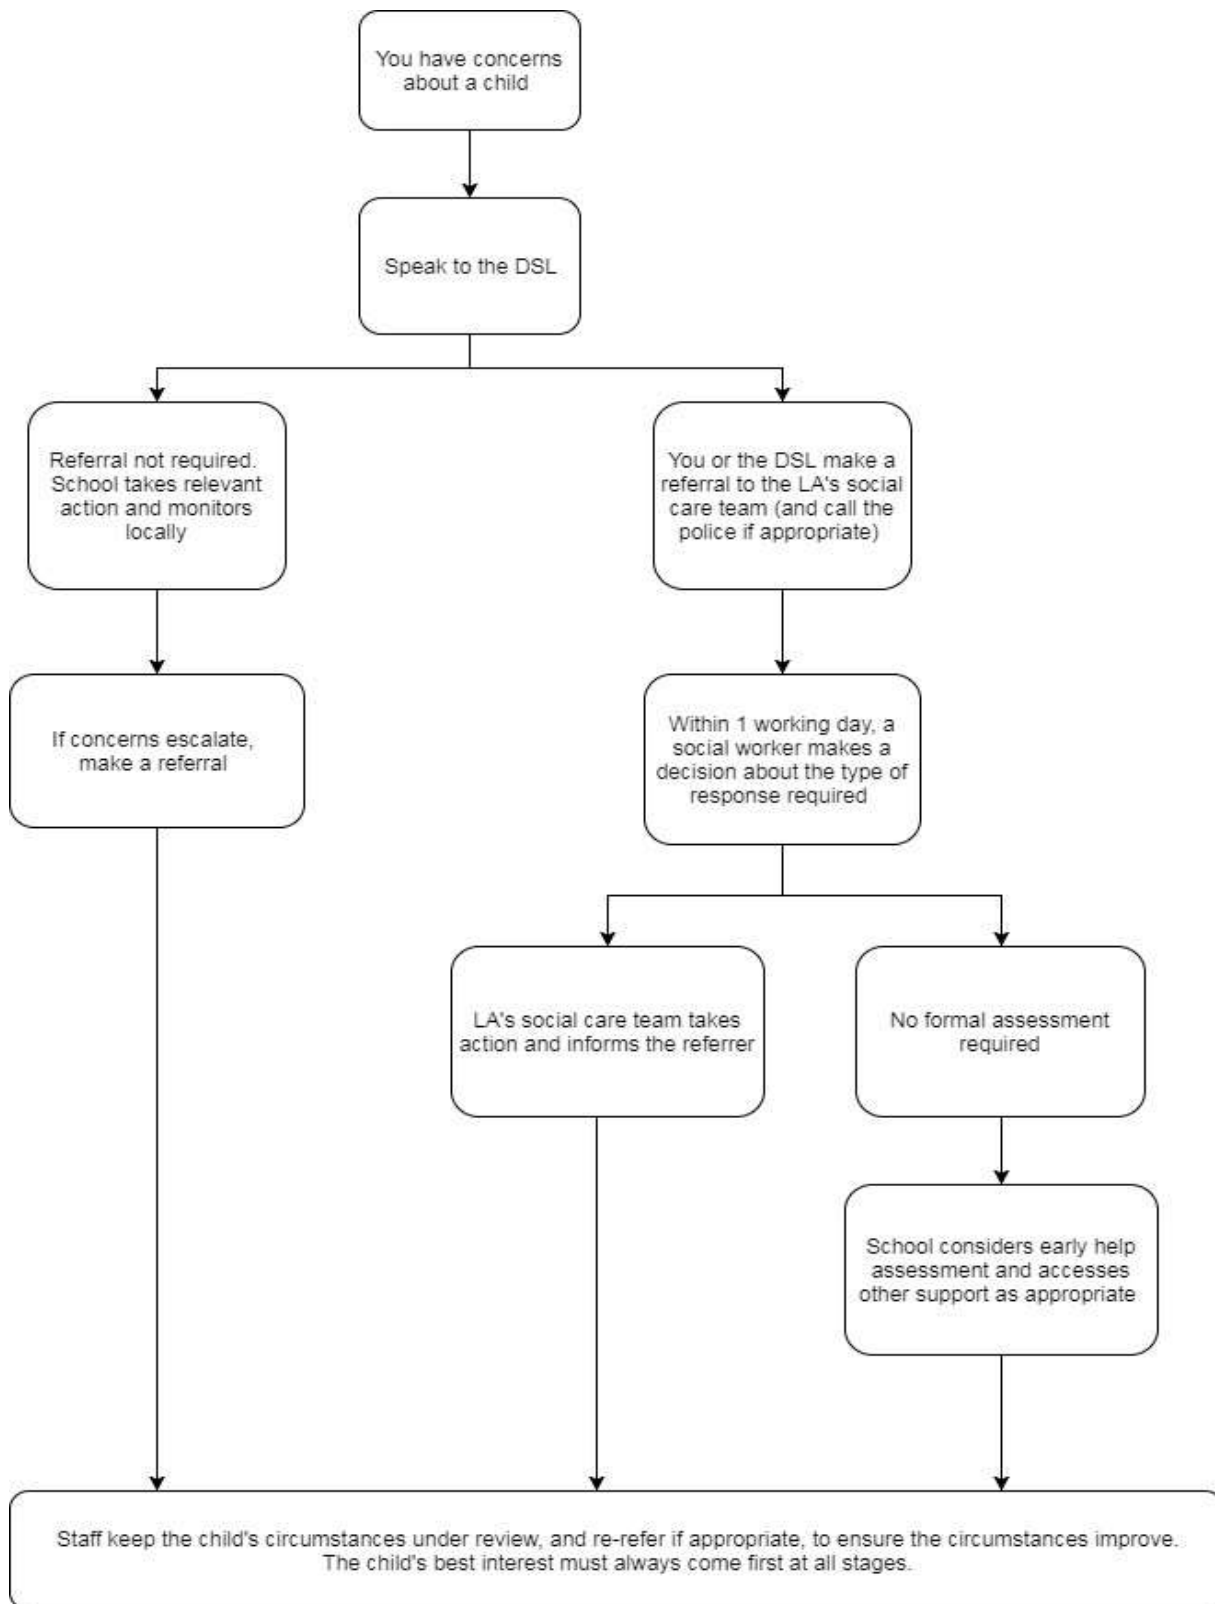 You have concerns
about a child
Speak to the DSL
Referral not required.
School takes relevant
action and monitors
locally
You or the DSL make a
referral to the LA's social
care team (and call the
police if appropriate)
If concerns escalate,
make a referral
Within 1 working day, a
social worker makes a
decision about the type of
response required
LA's social care team takes
action and informs the referrer
No formal assessment
required
School considers early help
assessment and accesses
other support as appropriate
Staff keep the child's circumstances under review, and re-refer if appropriate, to ensure the circumstances improve.
The child's best interest must always come first at all stages.